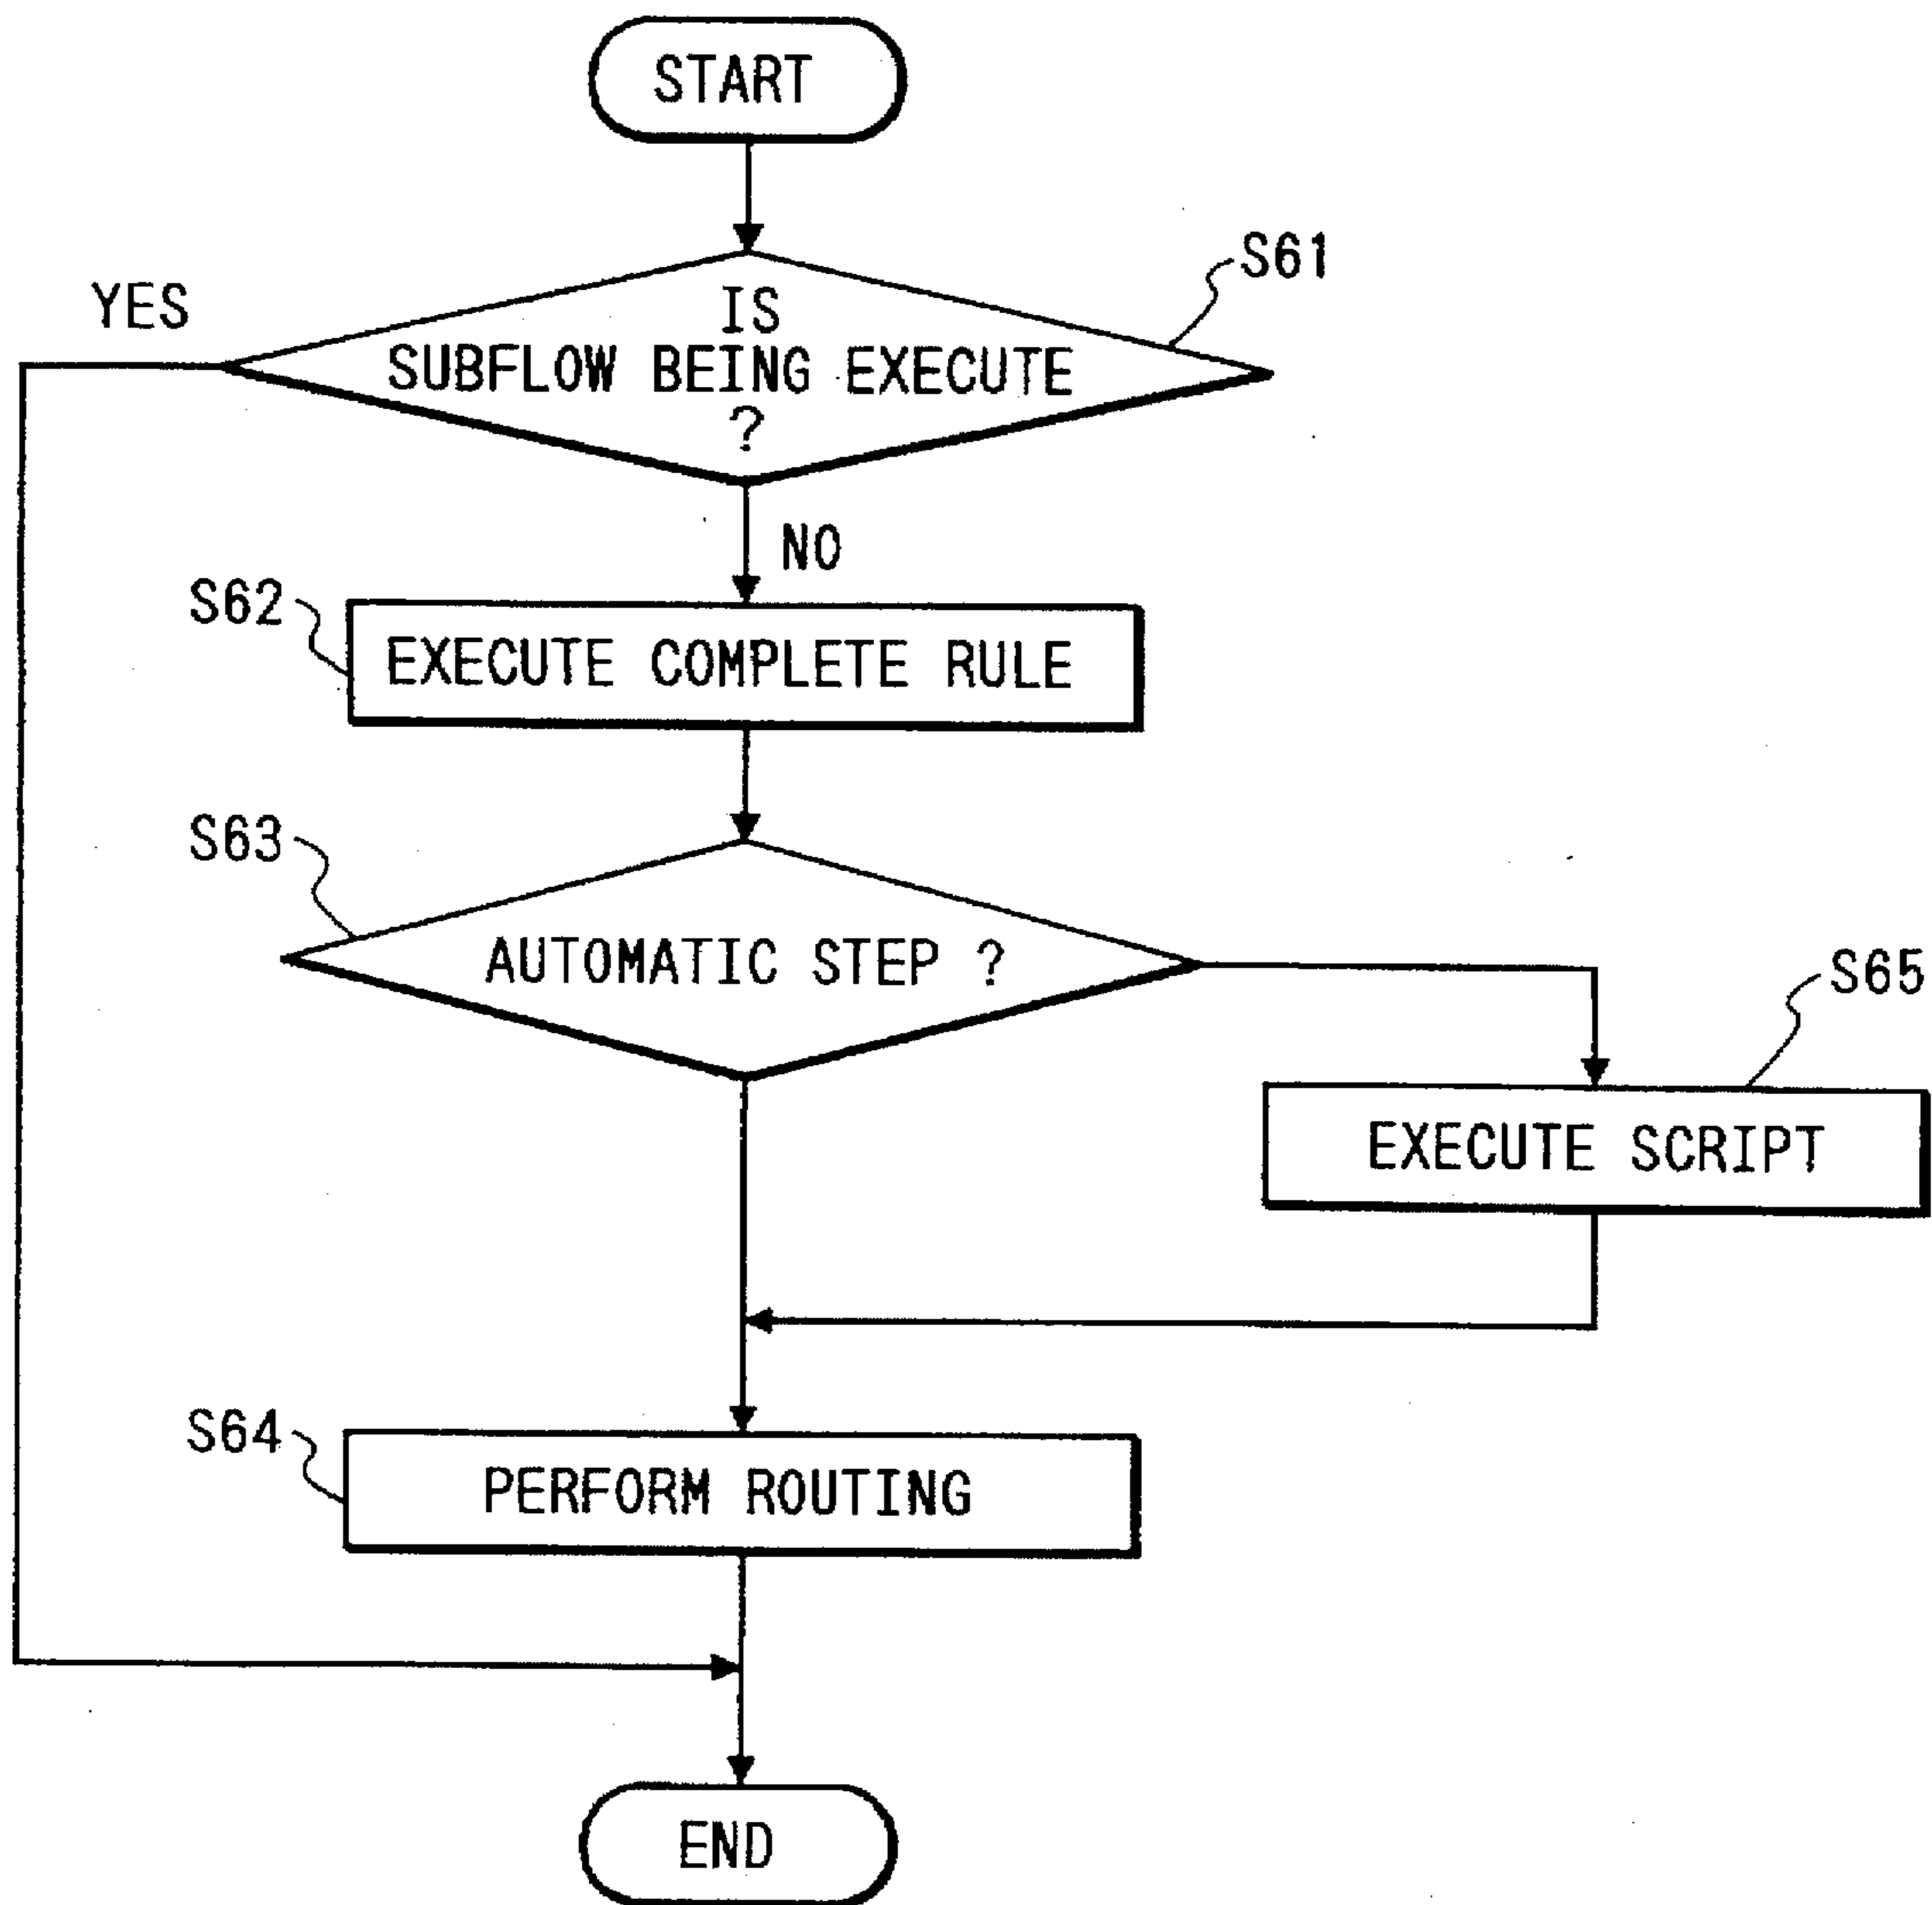 START
S61
YES
IS
SUBFLOW BEING EXECUTE
?
NO
S62
EXECUTE COMPLETE RULE
S63
AUTOMATIC STEP ?
S65
EXECUTE SCRIPT
S64
PERFORM ROUTING
END